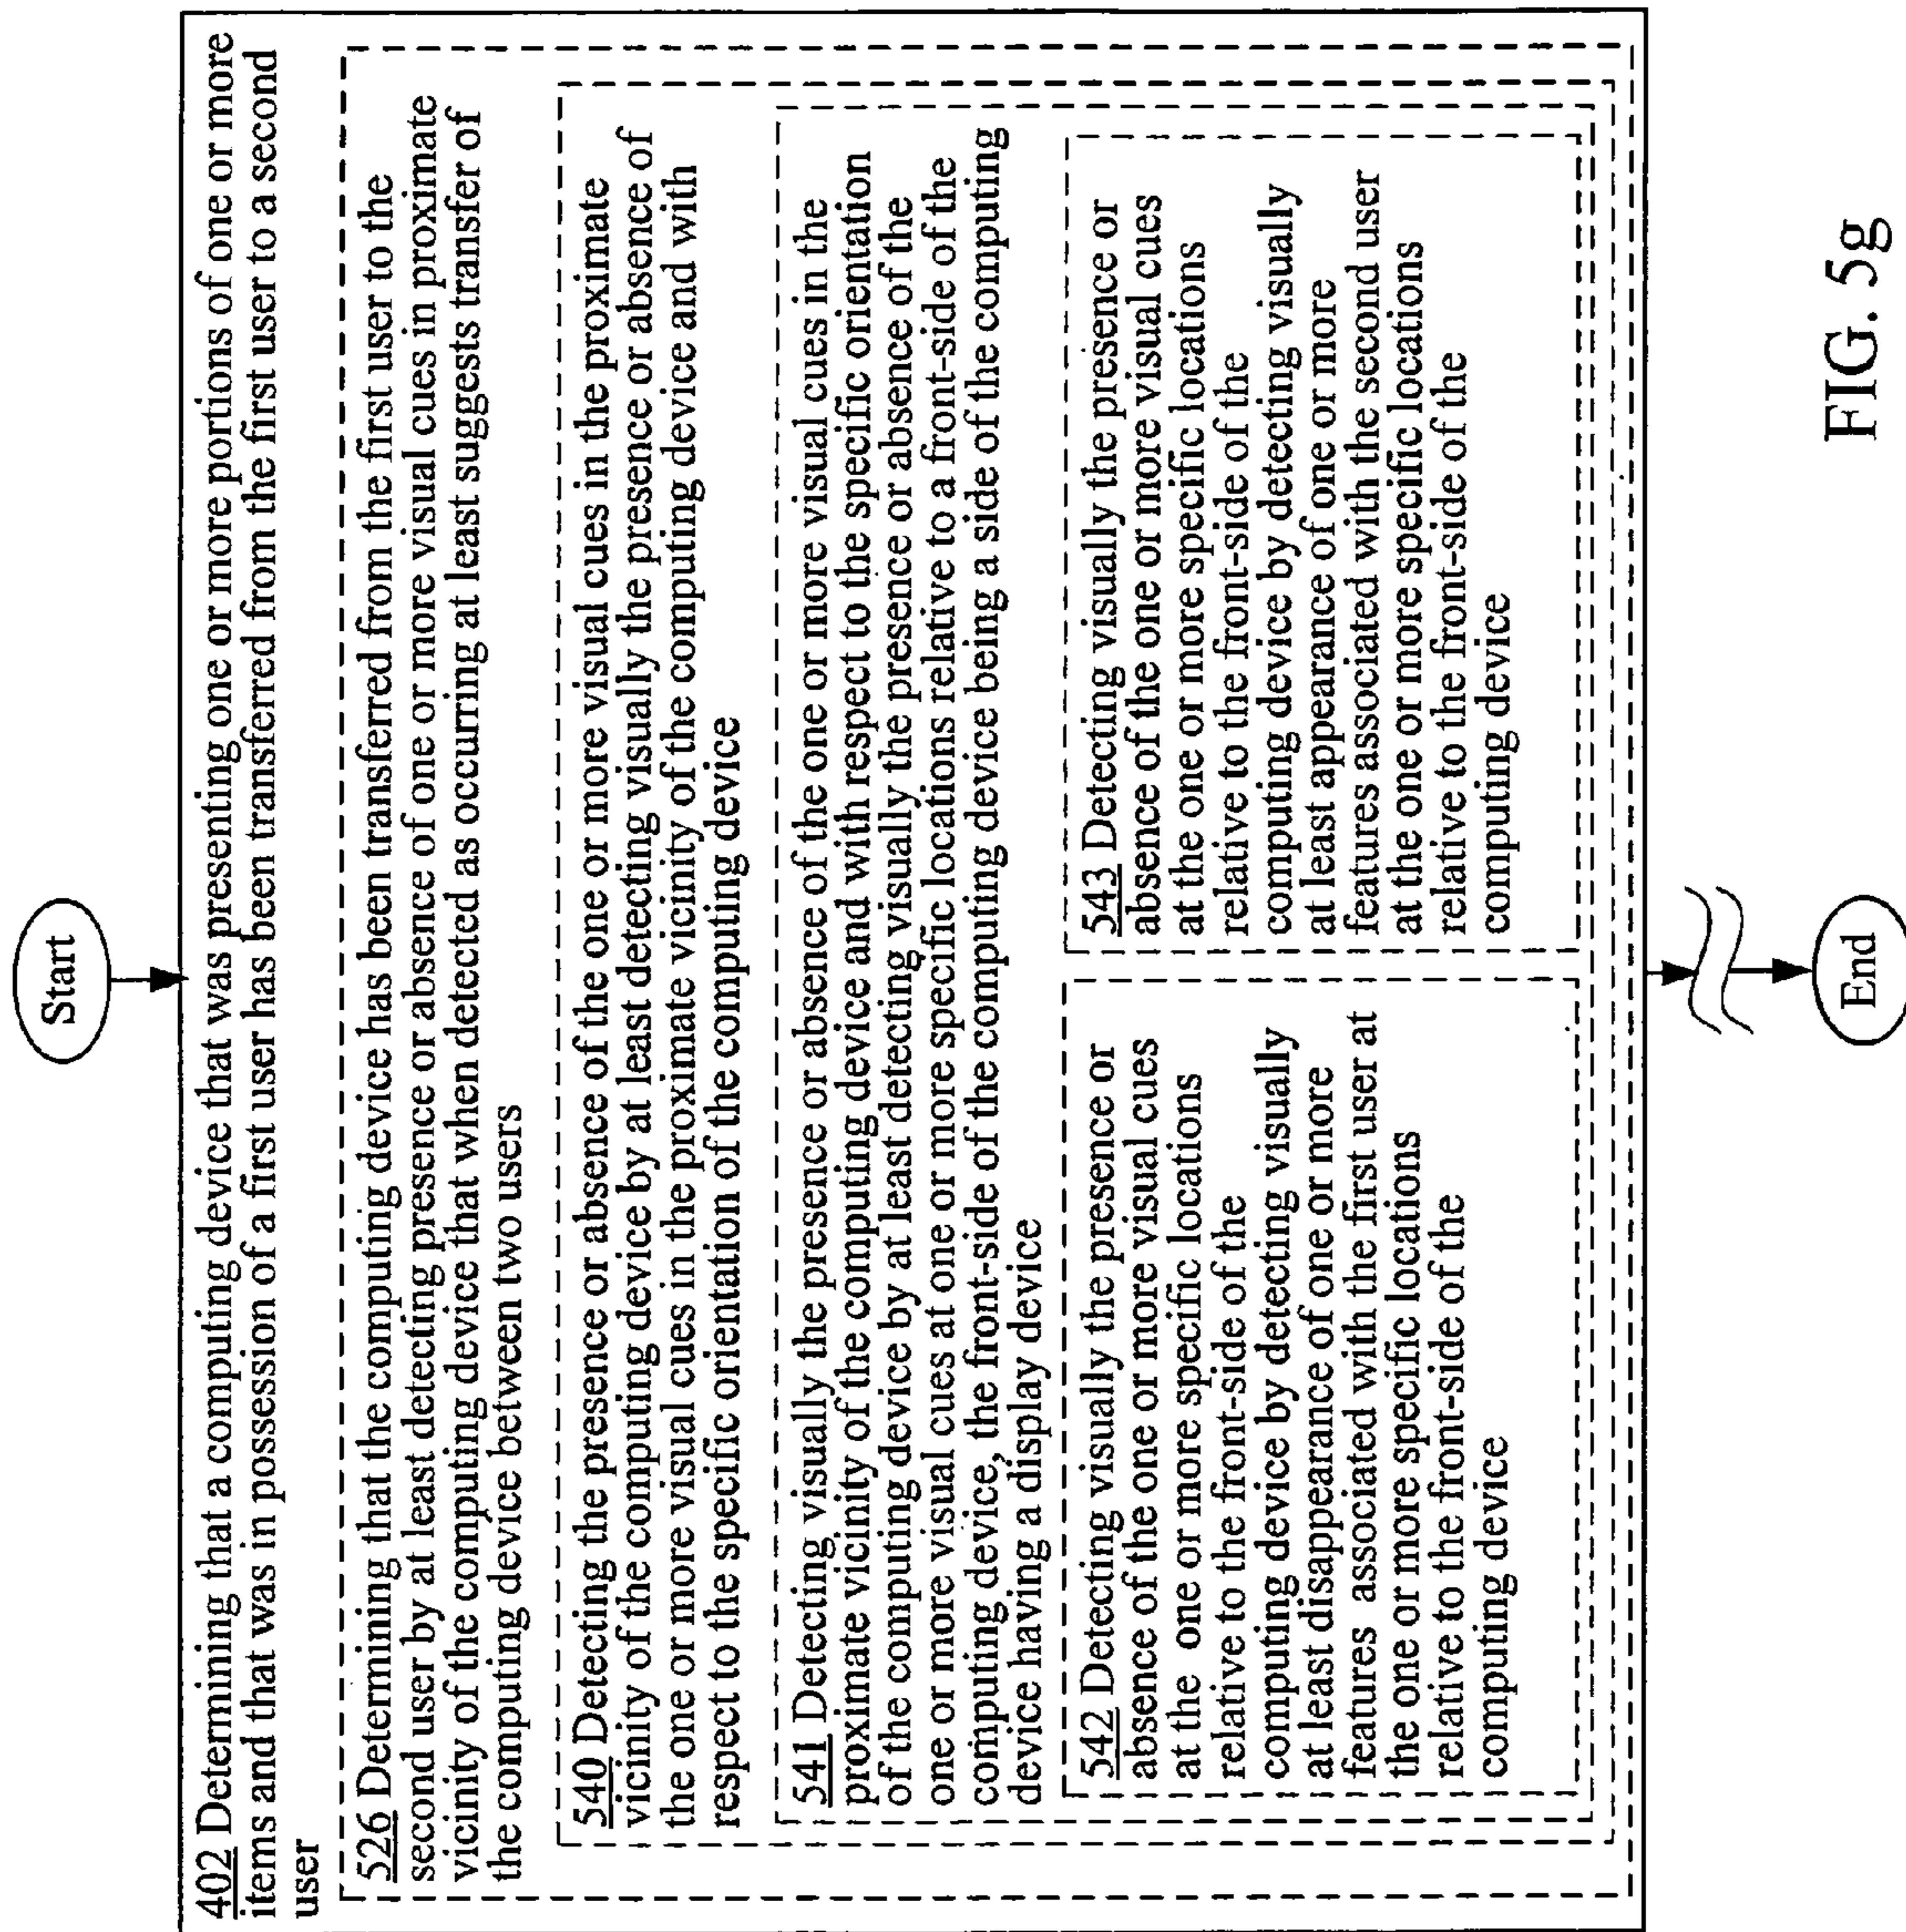 Start
402 Determining that a computing device that was presenting one or more portions of one or more
items and that was in possession of a first user has been transferred from the first user to a second
user
526 Determining that the computing device has been transferred from the first user to the
second user by at least detecting presence or absence of one or more visual cues in proximate
vicinity of the computing device that when detected as occurring at least suggests transfer of
the computing device between two users
540 Detecting the presence or absence of the one or more visual cues in the proximate
vicinity of the computing device by at least detecting visually the presence or absence of
the one or more visual cues in the proximate vicinity of the computing device and with
respect to the specific orientation of the computing device
541 Detecting visually the presence or absence of the one or more visual cues in the
proximate vicinity of the computing device and with respect to the specific orientation
of the computing device by at least detecting visually the presence or absence of the
one or more visual cues at one or more specific locations relative to a front-side of the
computing device, the front-side of the computing device being a side of the computing
device having a display device
542 Detecting visually the presence or
absence of the one or more visual cues
at the one or more specific locations
relative to the front-side of the
computing device by detecting visually
at least disappearance of one or more
features associated with the first user at
the one or more specific locations
relative to the front-side of the
computing device
543 Detecting visually the presence or
absence of the one or more visual cues
at the one or more specific locations
relative to the front-side of the
computing device by detecting visually
at least appearance of one or more
features associated with the second user
at the one or more specific locations
relative to the front-side of the
computing device
End
FIG. 5g